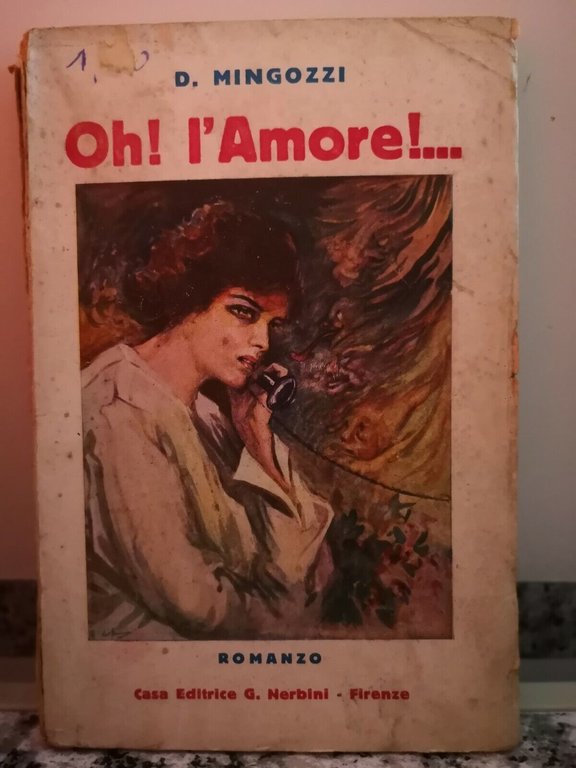 D. MINGOZZI
Oh! l'Amore!...
ROMANZO
Casa Editrice G. Nerbini - Firenze